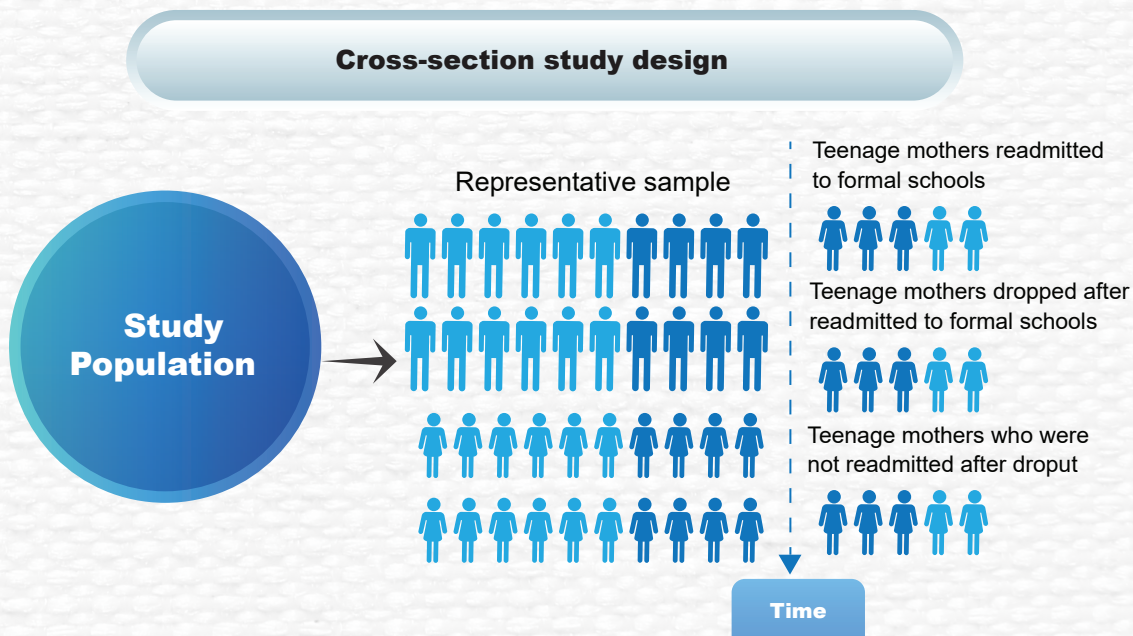 Cross-section study design
Study
Population
Representative sample
Teenage mothers readmitted
to formal schools
Teenage mothers dropped after
readmitted to formal schools
Teenage mothers who were
not readmitted after droput
Time